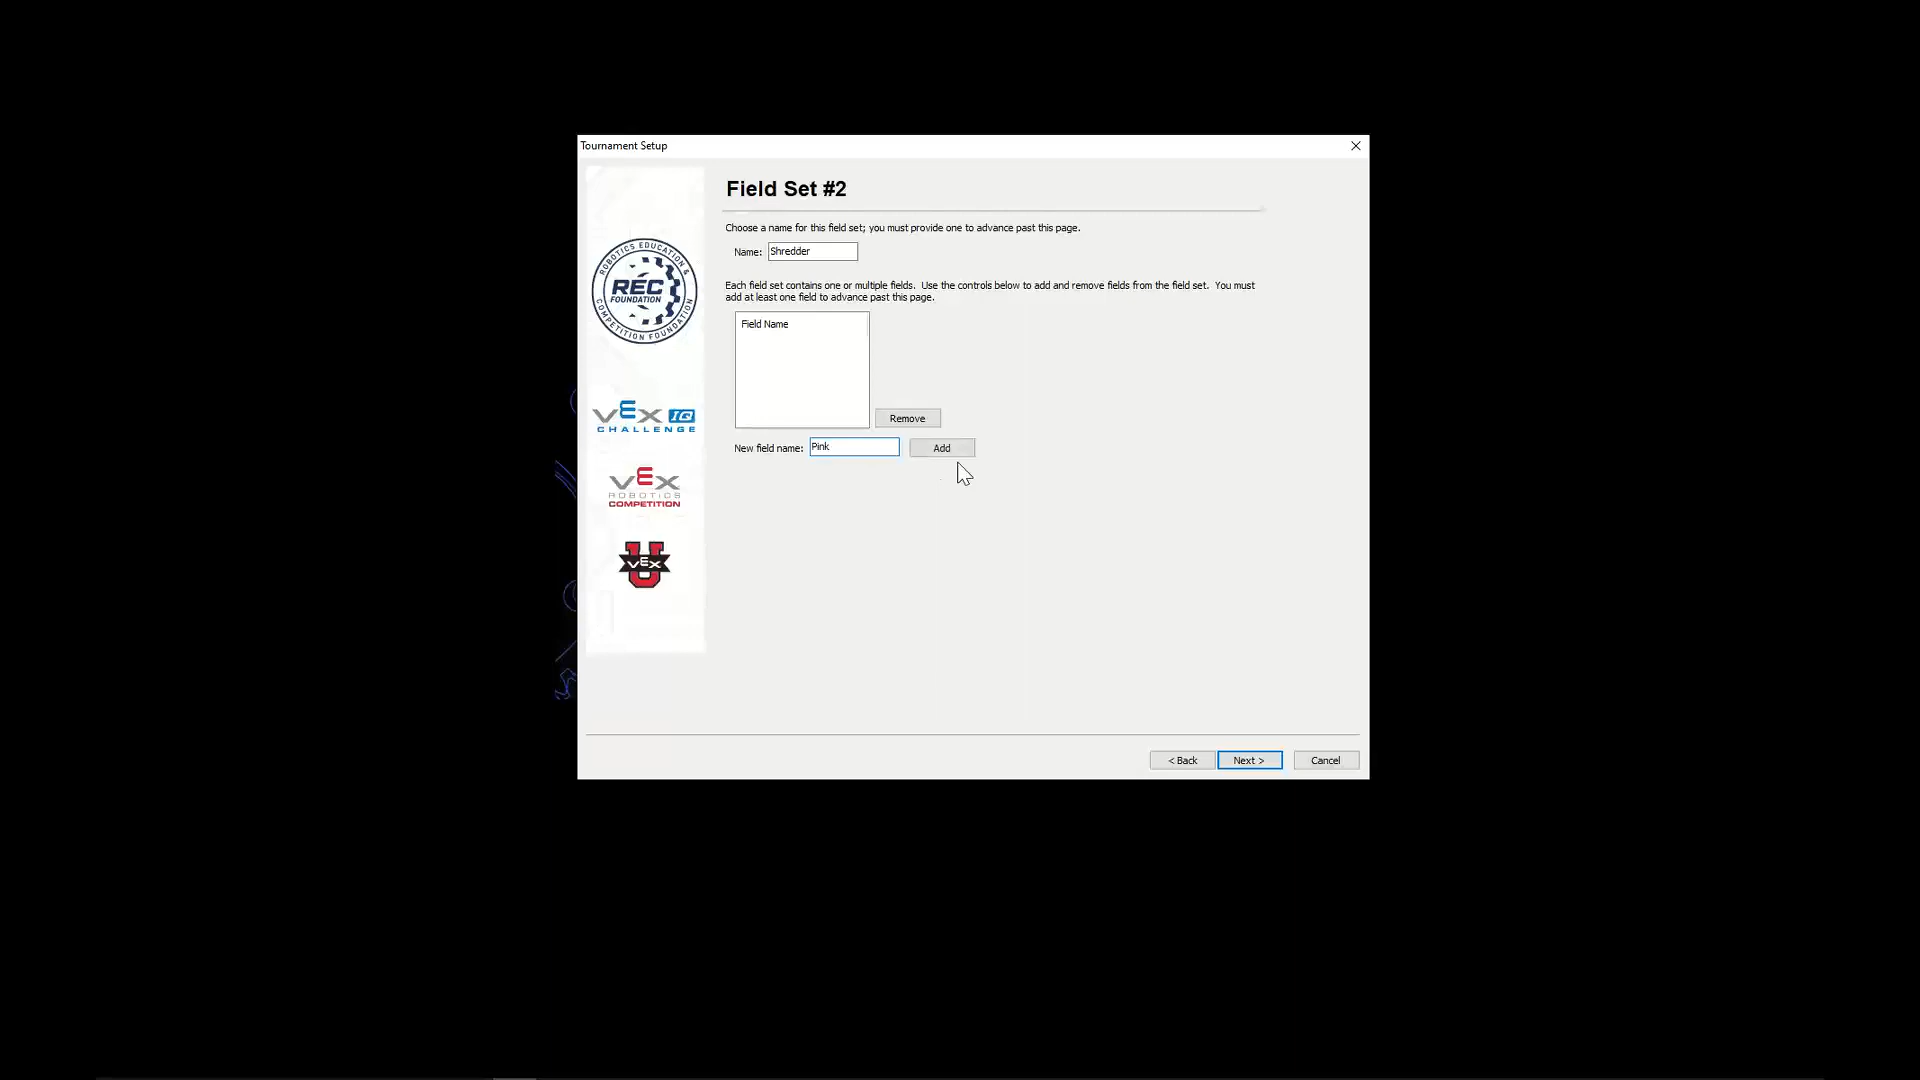 Tournament Setup
Field Set #2
Choose a name for this field set; you must provide one to advance past this page.
Name: Shredder
Each field set contains one or multiple fields. Use the controls below to add and remove fields from the field set. You must
add at least one field to advance past this page.
Field Name
Remove
New field name: Pink Add
ROBOTICS EDUCATION &
REC
FOUNDATION
COMPETITION FOUNDATION
VEX IQ
CHALLENGE
VEX
ROBOTICS
COMPETITION
VEX
U
< Back Next > Cancel